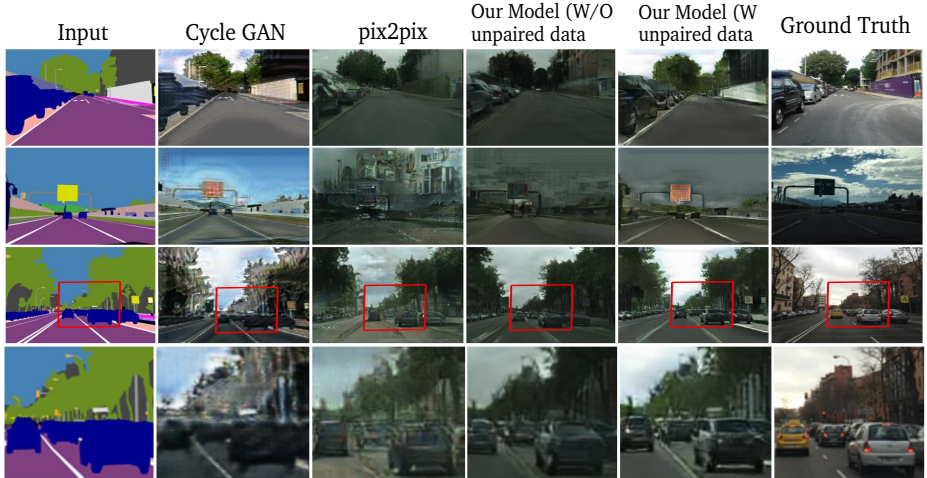 Input
Cycle GAN
pix2pix
Our Model (W/O
unpaired data
Our Model (W
unpaired data
Ground Truth